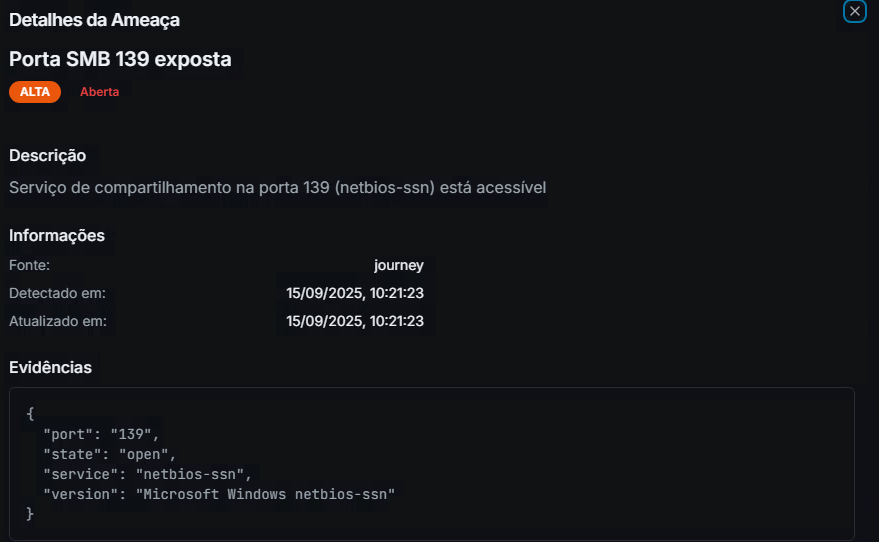 Detalhes da Ameaça
Porta SMB 139 exposta
ALTA Aberta
Descrição
Serviço de compartilhamento na porta 139 (netbios-ssn) está acessível
Informações
Fonte: journey
Detectado em: 15/09/2025, 10:21:23
Atualizado em: 15/09/2025, 10:21:23
Evidências
{
"port": "139",
"state": "open",
"service": "netbios-ssn",
"version": "Microsoft Windows netbios-ssn"
}